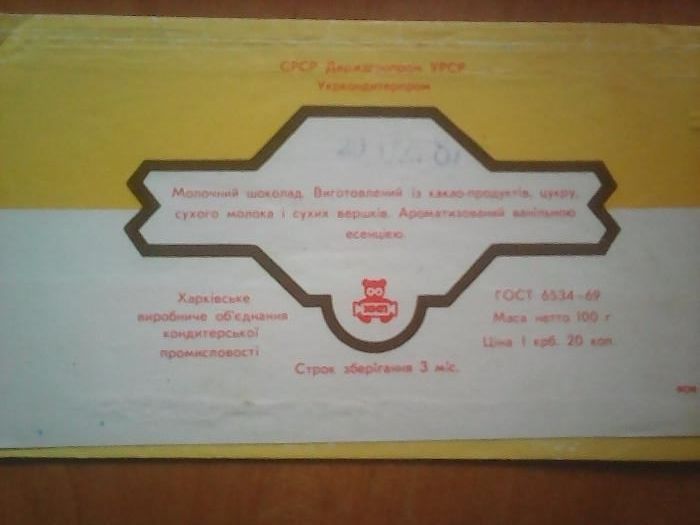 СРСР Держагропром УРСР
Укркондитерпром
Молочний шоколад. Виготовлений із какао-продуктів, цукру,
сухого молока і сухих вершків. Ароматизований ванільною
есенцією.
Харківське
виробниче об'єднання
кондитерської
промисловості
ГОСТ 6534-69
Маса нетто 100 г
Ціна 1 крб. 20 коп.
Строк зберігання 3 міс.